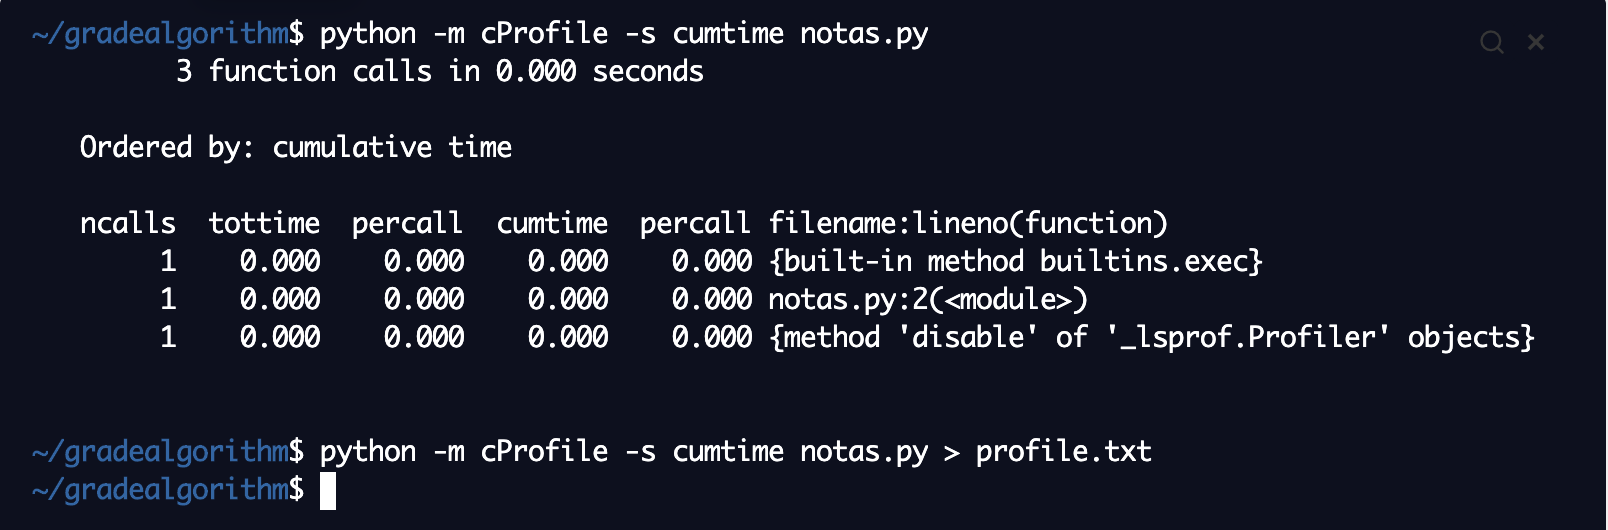 ~/gradealgorithm$ python -m cProfile -s cumtime notas.py
         3 function calls in 0.000 seconds

   Ordered by: cumulative time

   ncalls  tottime  percall  cumtime  percall filename:lineno(function)
        1    0.000    0.000    0.000    0.000 {built-in method builtins.exec}
        1    0.000    0.000    0.000    0.000 notas.py:2(<module>)
        1    0.000    0.000    0.000    0.000 {method 'disable' of '_lsprof.Profiler' objects}


~/gradealgorithm$ python -m cProfile -s cumtime notas.py > profile.txt
~/gradealgorithm$